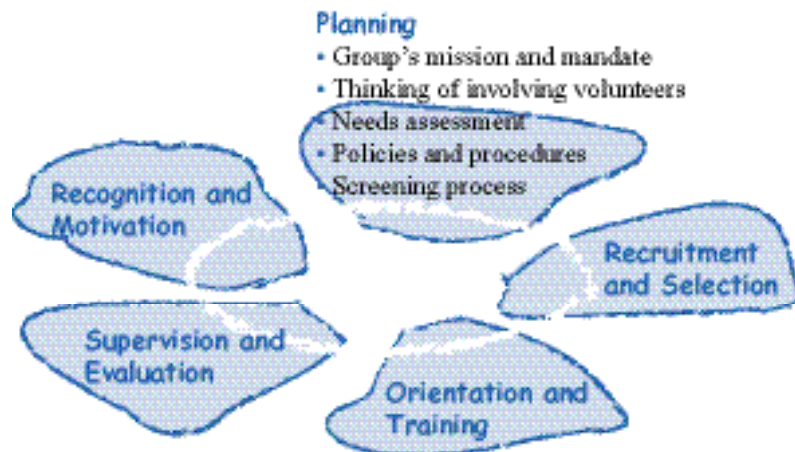 Planning
• Group's mission and mandate
• Thinking of involving volunteers
• Needs assessment
• Policies and procedures
• Screening process
Recognition and
Motivation
Recruitment
and Selection
Supervision and
Evaluation
Orientation and
Training